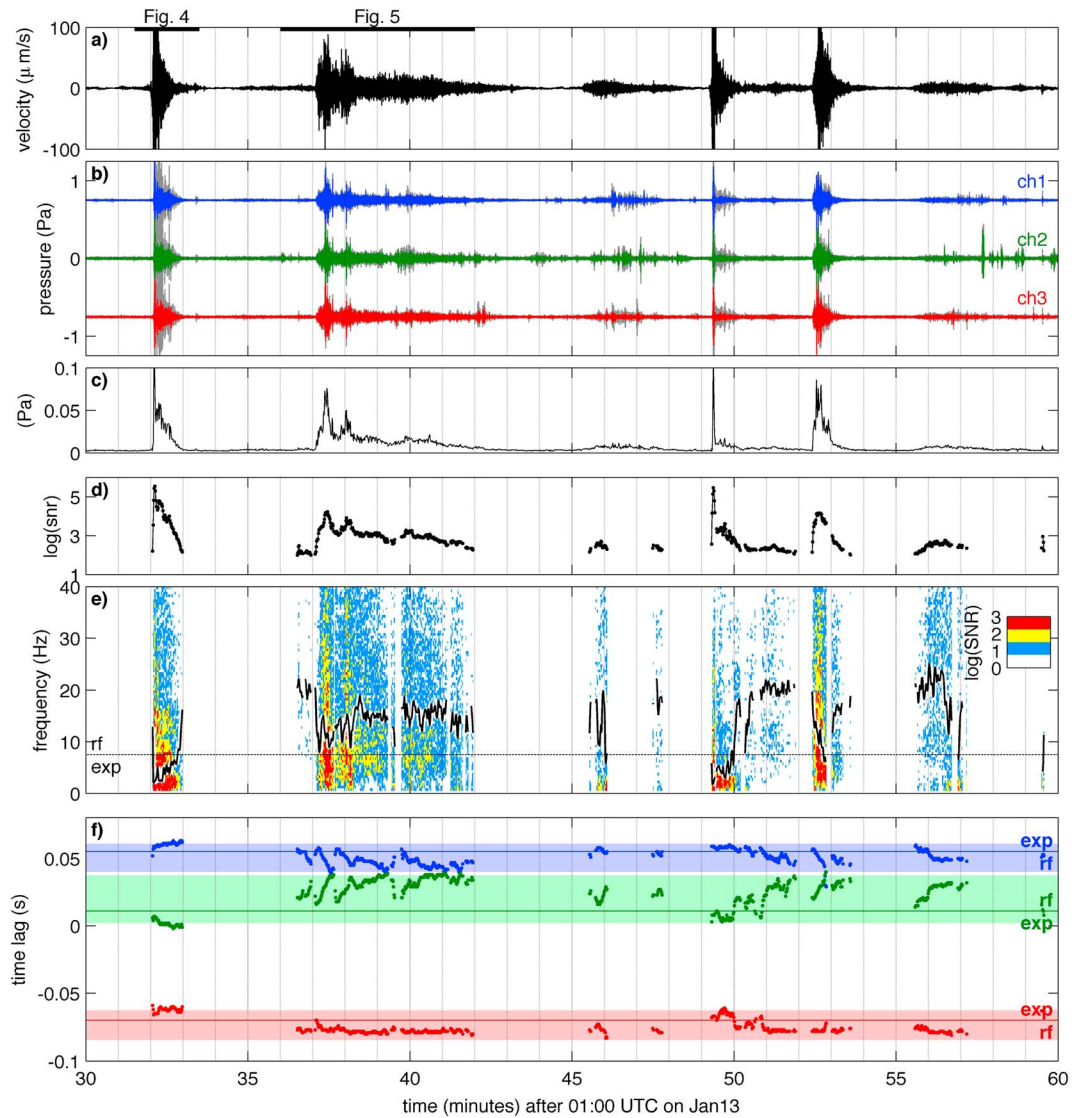 Fig. 4 Fig. 5
a)
100
0
-100
velocity (μ m/s)
b)
1
0
-1
pressure (Pa)
ch1
ch2
ch3
c)
0.1
0.05
0
(Pa)
d)
5
3
1
log(snr)
e)
40
30
20
10
0
frequency (Hz)
rf
exp
log(SNR)
3
2
1
0
f)
0.05
0
-0.05
-0.1
time lag (s)
exp
rf
rf
exp
exp
rf
30 35 40 45 50 55 60
time (minutes) after 01:00 UTC on Jan13